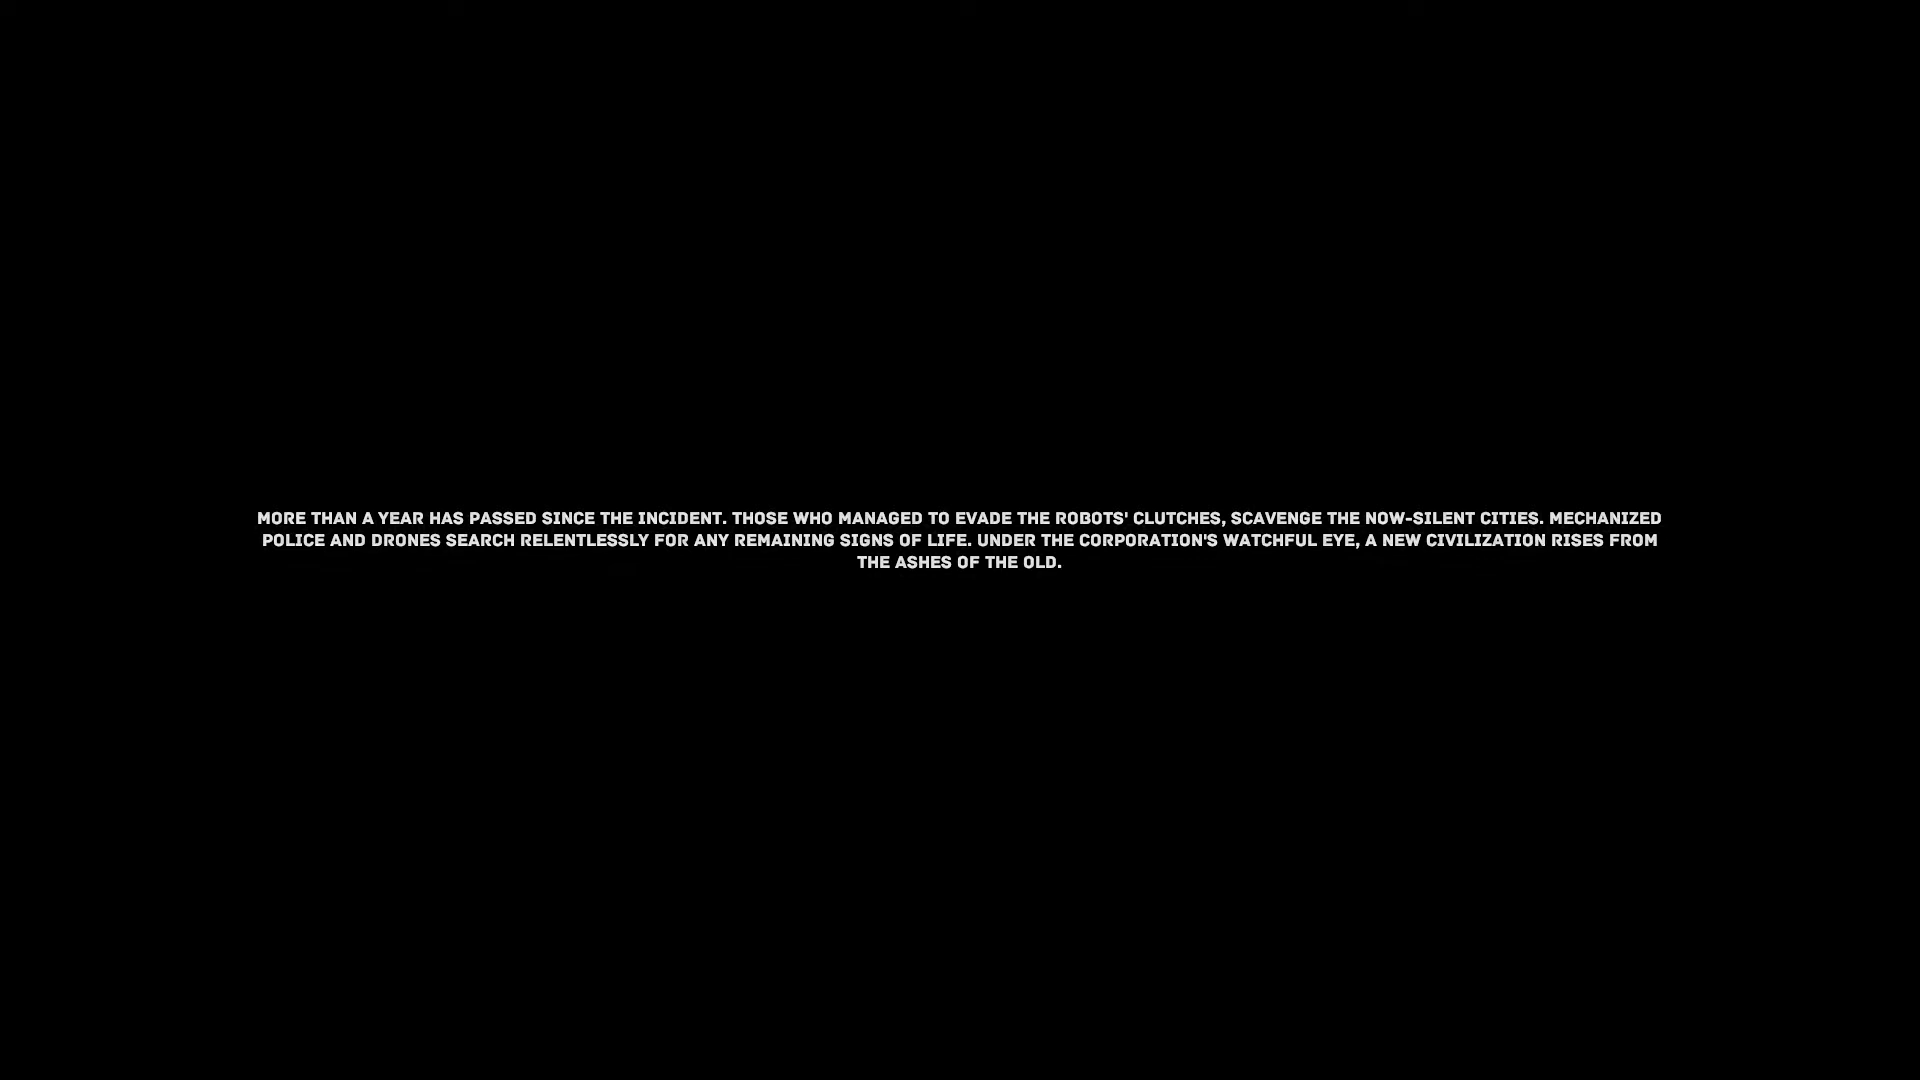 MORE THAN A YEAR HAS PASSED SINCE THE INCIDENT. THOSE WHO MANAGED TO EVADE THE ROBOTS' CLUTCHES, SCAVENGE THE NOW-SILENT CITIES. MECHANIZED
POLICE AND DRONES SEARCH RELENTLESSLY FOR ANY REMAINING SIGNS OF LIFE. UNDER THE CORPORATION'S WATCHFUL EYE, A NEW CIVILIZATION RISES FROM
THE ASHES OF THE OLD.